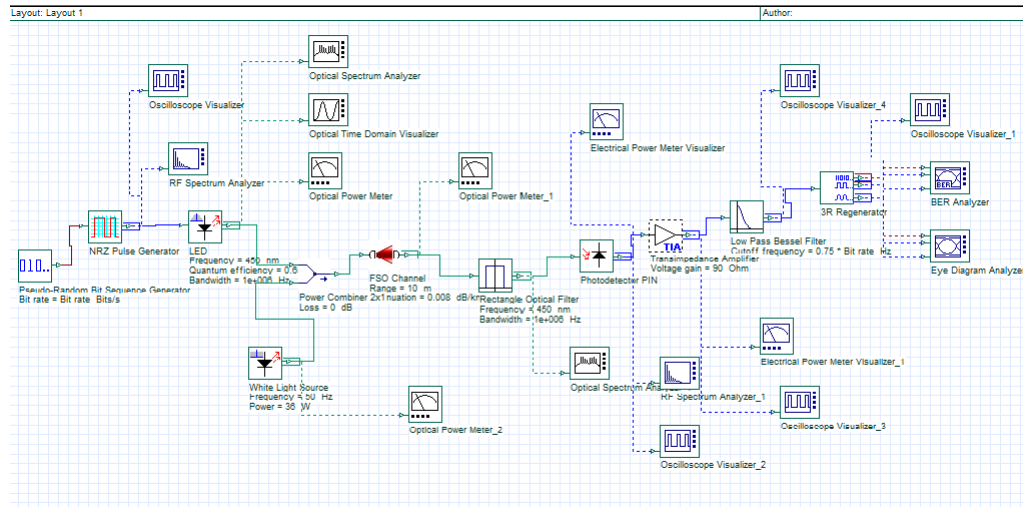 Layout: Layout 1
Author:
Optical Spectrum Analyzer
Oscilloscope Visualizer
Optical Time Domain Visualizer
Oscilloscope Visualizer_4
Oscilloscope Visualizer_1
Electrical Power Meter Visualizer
RF Spectrum Analyzer
Optical Power Meter
Optical Power Meter_1
BER
BER Analyzer
3R Regenerator
NRZ Pulse Generator
LED
Frequency = 450 nm
Quantum efficiency = 0.6
Bandwidth = 1e+006 Hz
TIA
Transimpedance Amplifier
Voltage gain = 90 Ohm
Low Pass Bessel Filter
Cutoff frequency = 0.75 * Bit rate Hz
Eye Diagram Analyzer
Pseudo-Random Bit Sequence Generator
Bit rate = Bit rate Bits/s
FSO Channel
Range = 10 m
Photodetector PIN
Power Combiner 2x1nuation = 0.008 dB/km
Loss = 0 dB
Rectangle Optical Filter
Frequency = 450 nm
Bandwidth = 1e+006 Hz
Electrical Power Meter Visualizer_1
White Light Source
Frequency = 50 Hz
Power = 36 W
Optical Spectrum
RF Spectrum Analyzer_1
Optical Power Meter_2
Oscilloscope Visualizer_3
Oscilloscope Visualizer_2